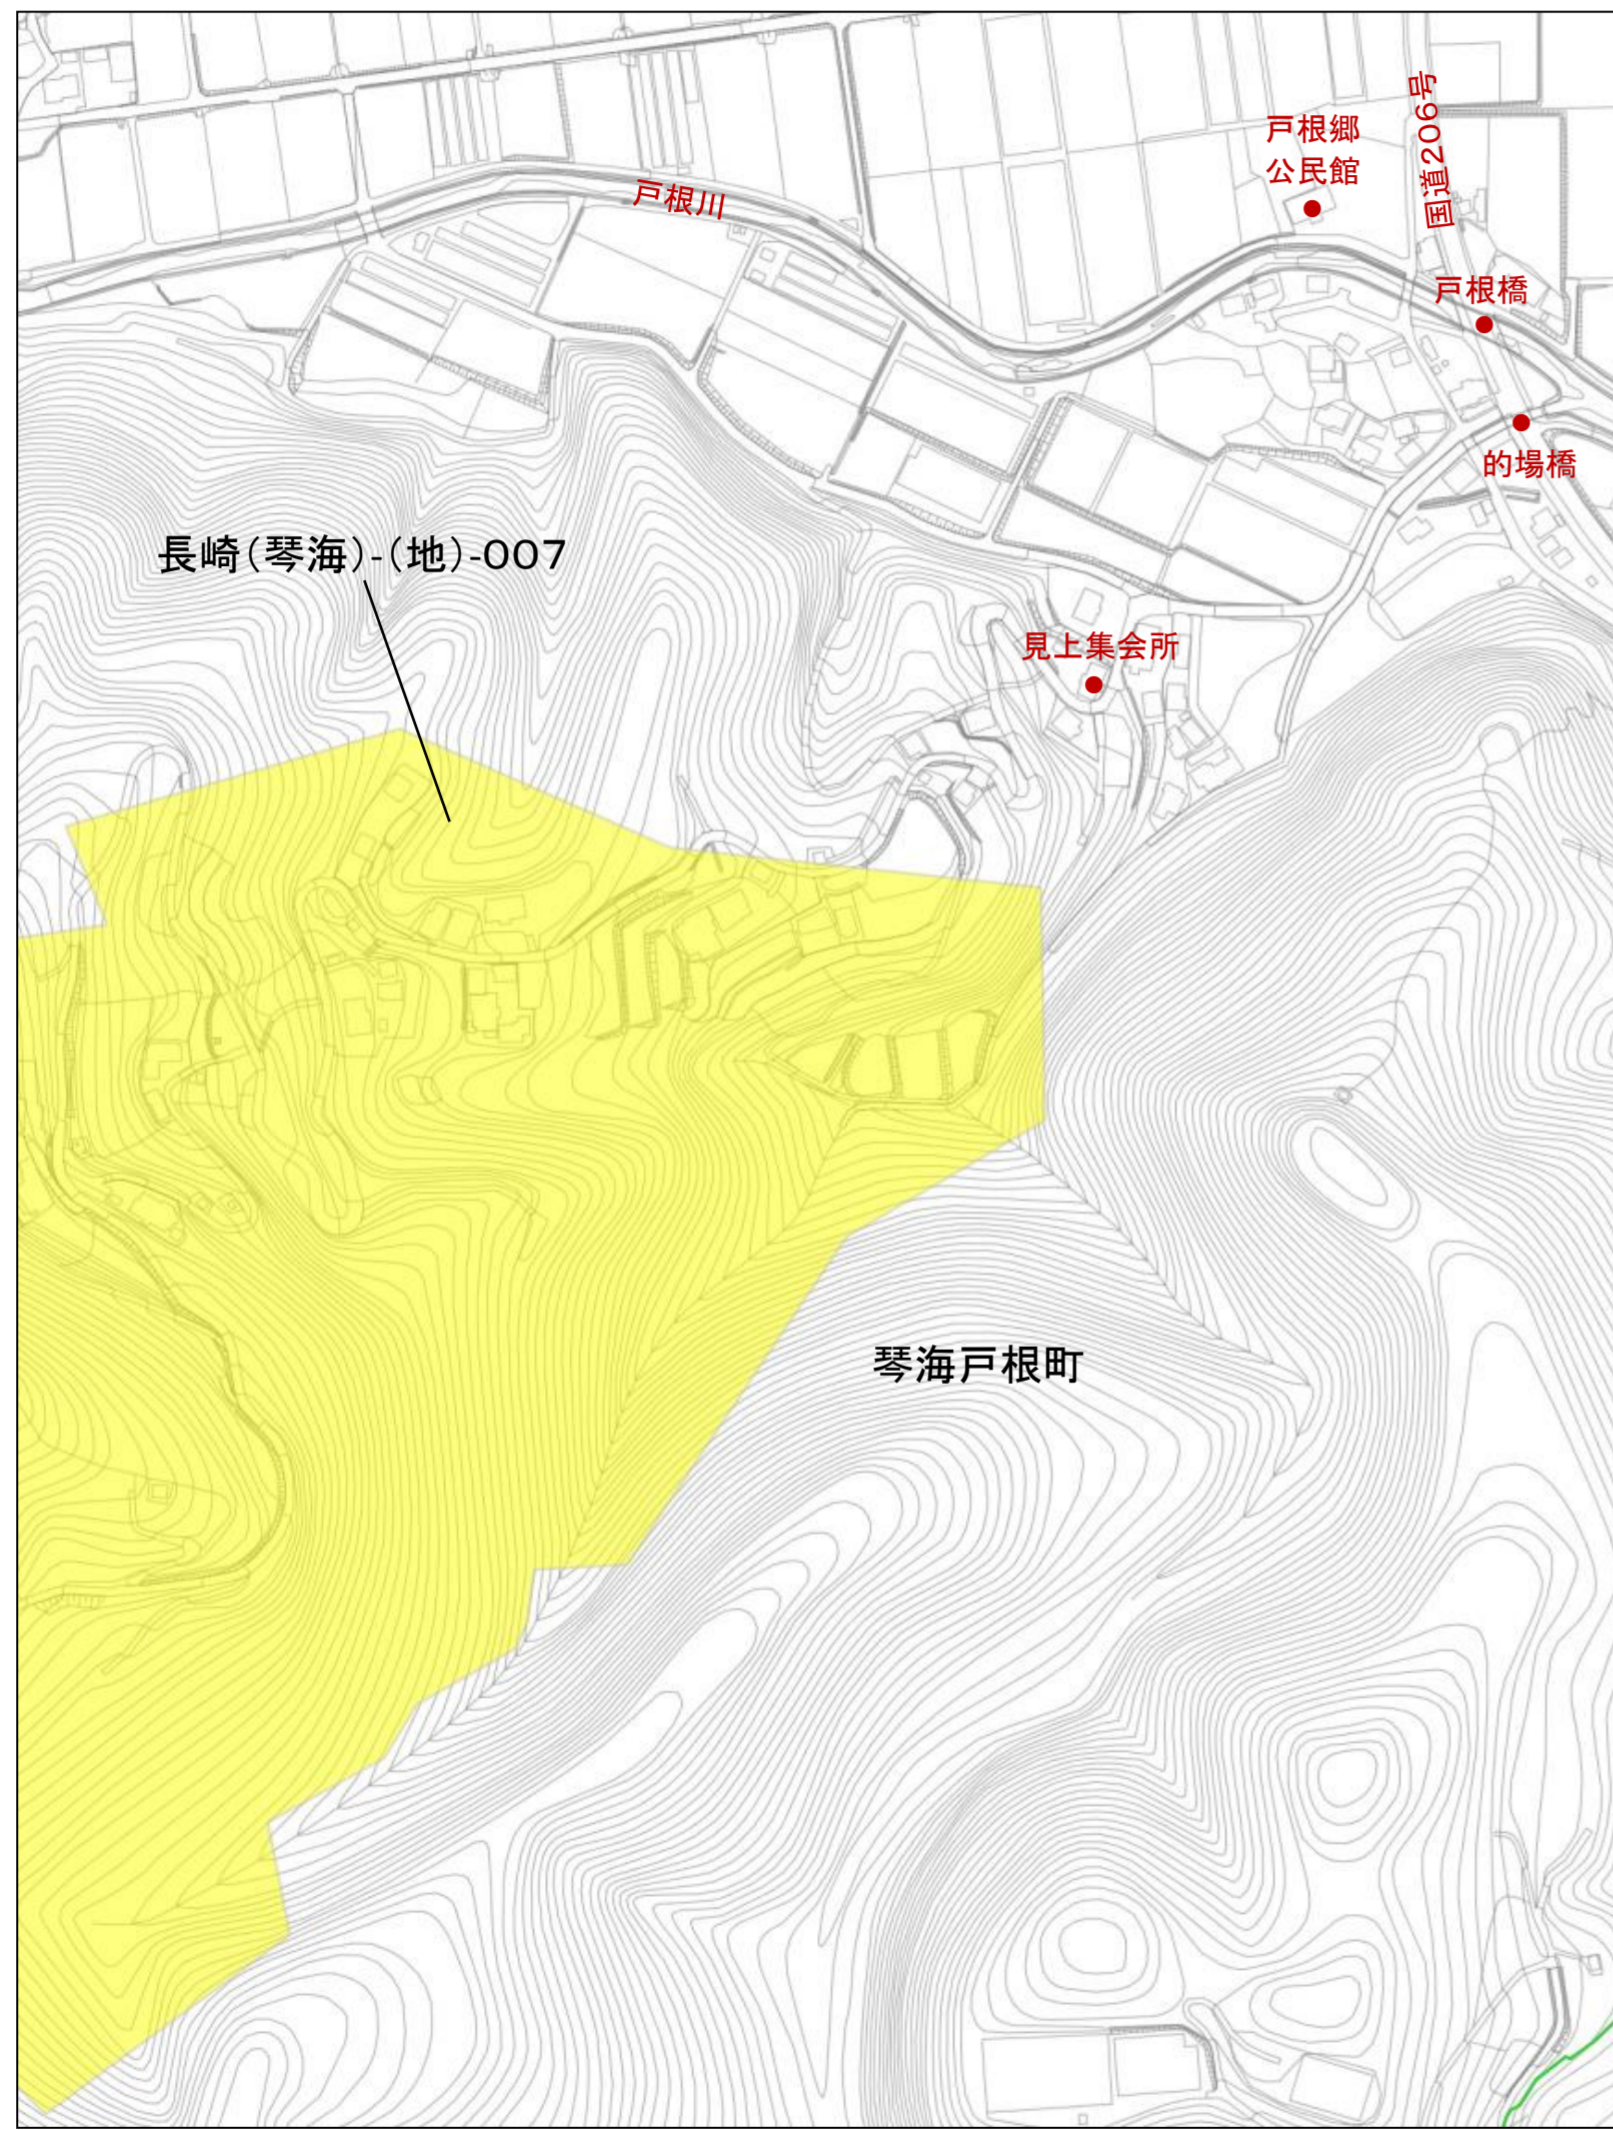 国道206号
戸根郷
公民館
戸根川
戸根橋
的場橋
長崎(琴海)-(地)-007
見上集会所
琴海戸根町